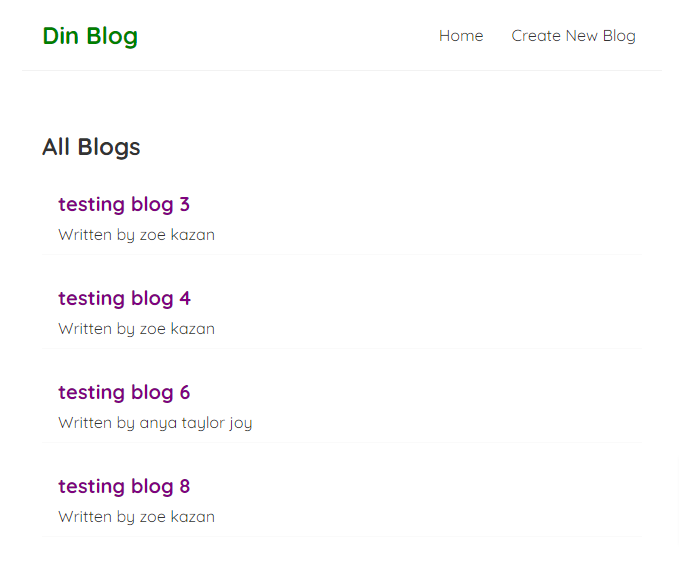 Din Blog
Home Create New Blog
All Blogs
testing blog 3
Written by zoe kazan
testing blog 4
Written by zoe kazan
testing blog 6
Written by anya taylor joy
testing blog 8
Written by zoe kazan